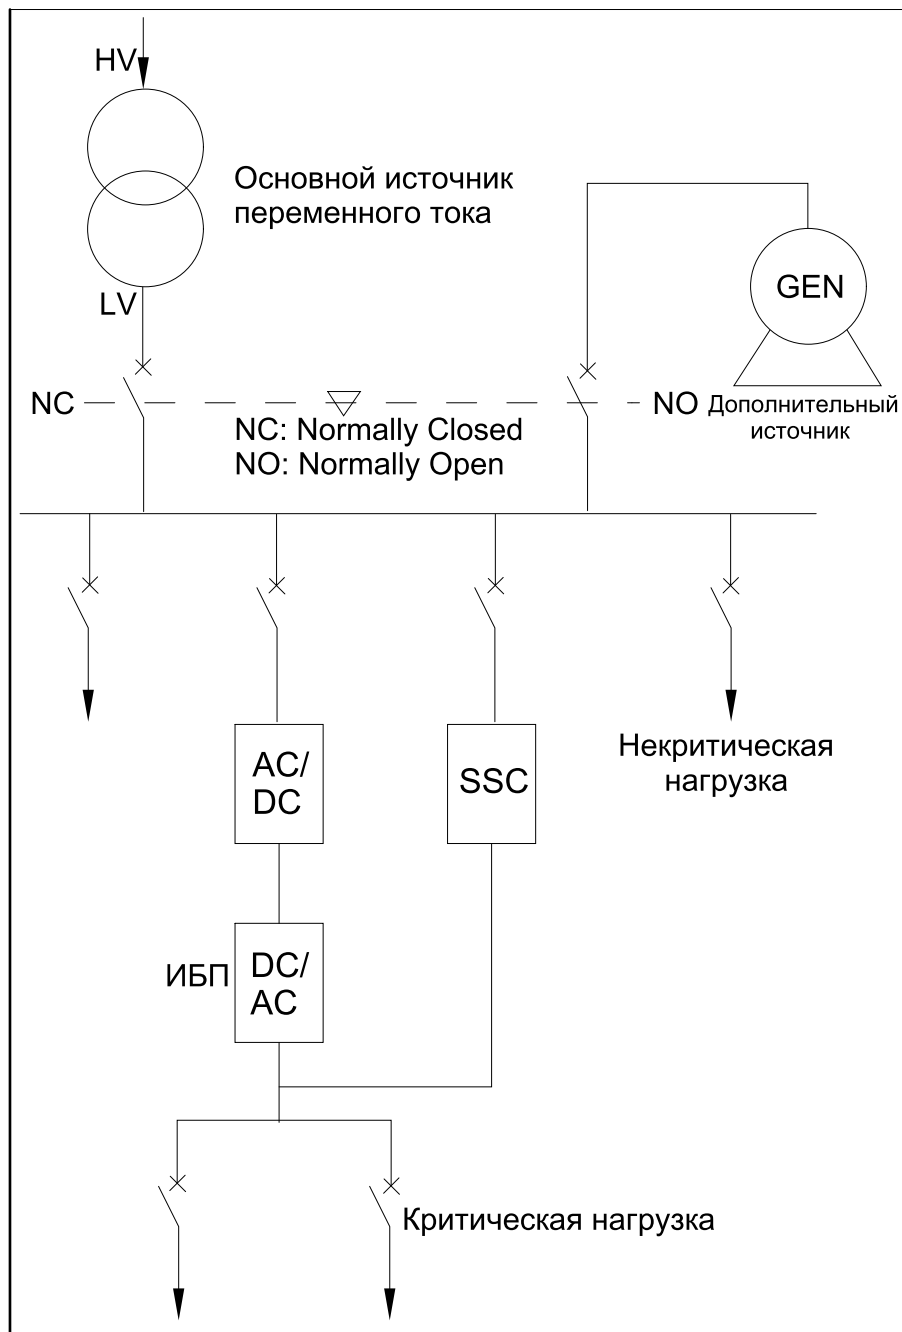 HV
Основной источник
переменного тока
LV
GEN
NC
NO
Дополнительный
источник
NC: Normally Closed
NO: Normally Open
AC/
DC
SSC
Некритическая
нагрузка
ИБП
DC/
AC
Критическая нагрузка